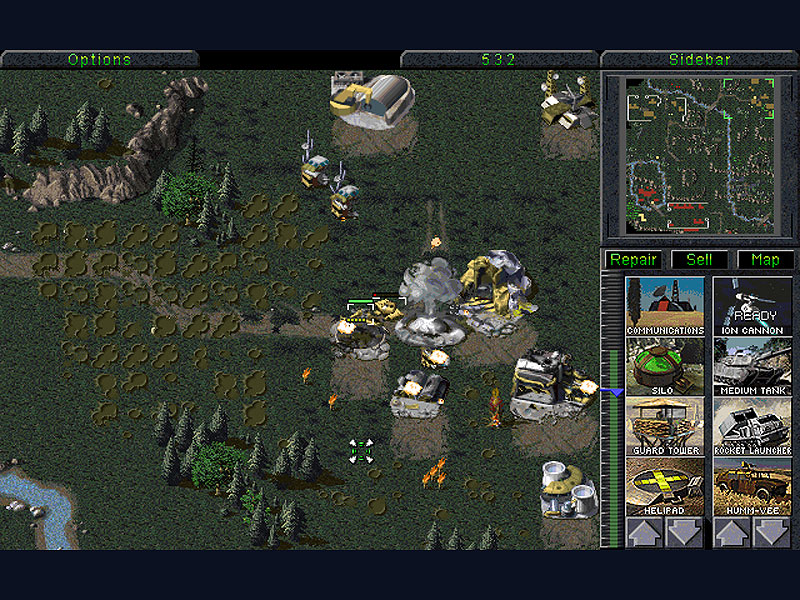 Options 532 Sidebar
Repair Sell Map
COMMUNICATIONS
READY
ION CANNON
SILO
MEDIUM TANK
GUARD TOWER
ROCKET LAUNCHER
HELIPAD
HUMM-VEE